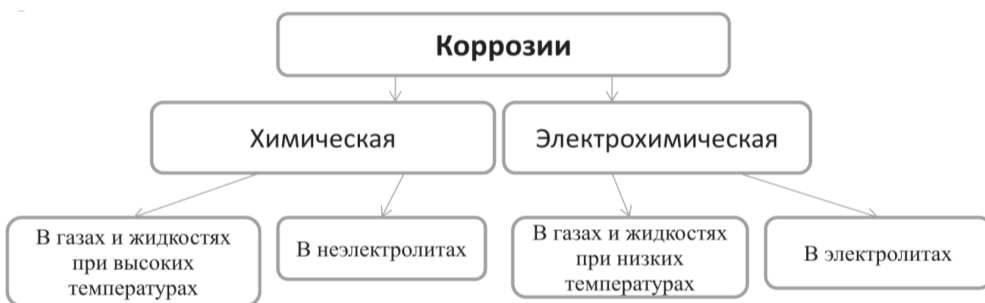 Коррозии
Химическая
Электрохимическая
В газах и жидкостях
при высоких
температурах
В неэлектролитах
В газах и жидкостях
при низких
температурах
В электролитах